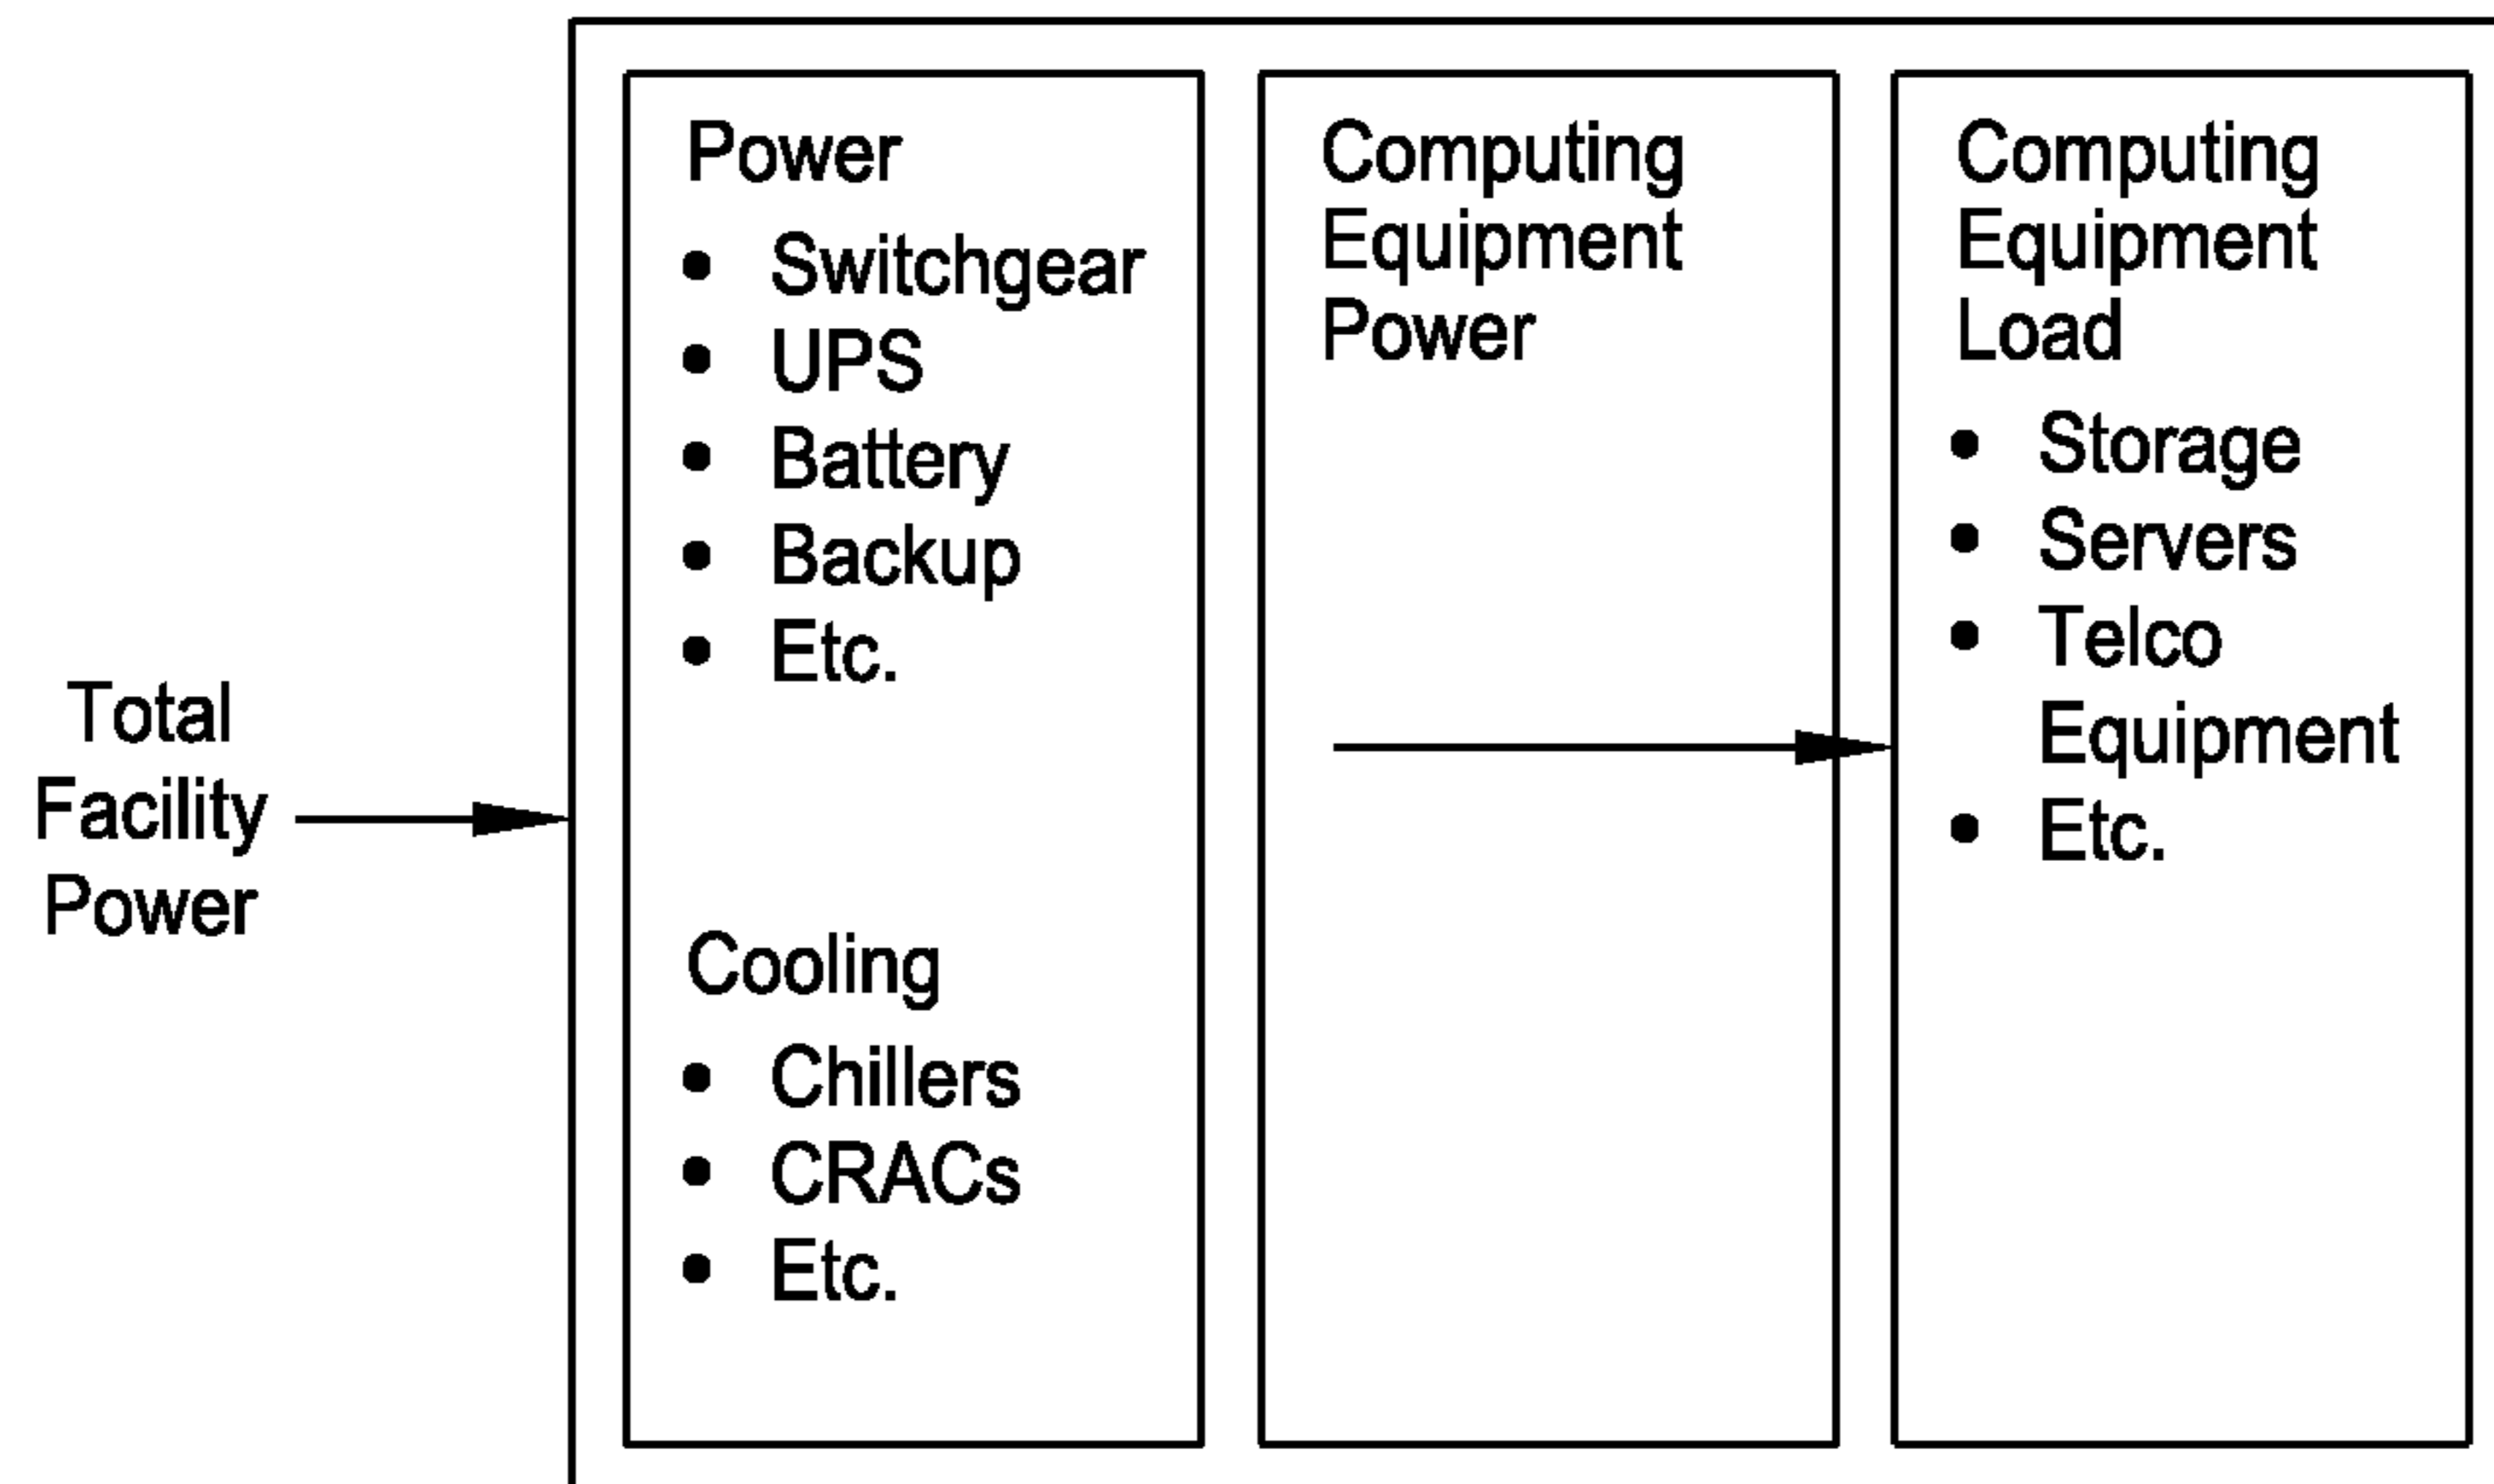 Total
Facility
Power
Power
• Switchgear
• UPS
• Battery
• Backup
• Etc.
Cooling
• Chillers
• CRACs
• Etc.
Computing
Equipment
Power
Computing
Equipment
Load
• Storage
• Servers
• Telco
Equipment
• Etc.